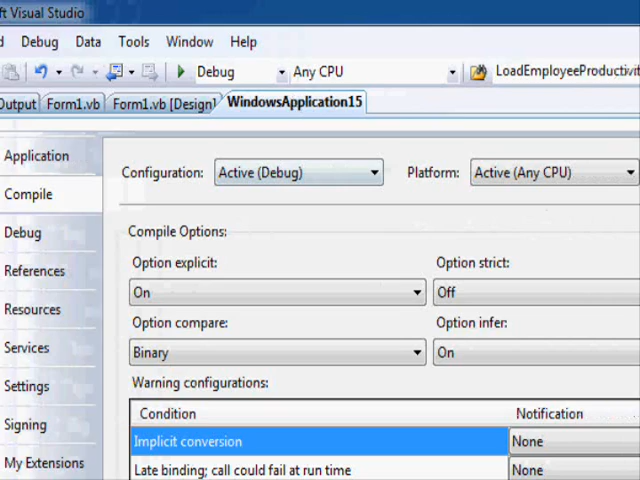 ft Visual Studio
d Debug Data Tools Window Help
Debug Any CPU LoadEmployeeProductivit
Output Form1.vb Form1.vb [Design] WindowsApplication15
Application
Configuration: Active (Debug) Platform: Active (Any CPU)
Compile
Compile Options:
Debug
Option explicit: Option strict:
References
On Off
Resources
Option compare: Option infer:
Services
Binary On
Settings
Warning configurations:
Condition Notification
Signing
Implicit conversion None
My Extensions
Late binding; call could fail at run time None